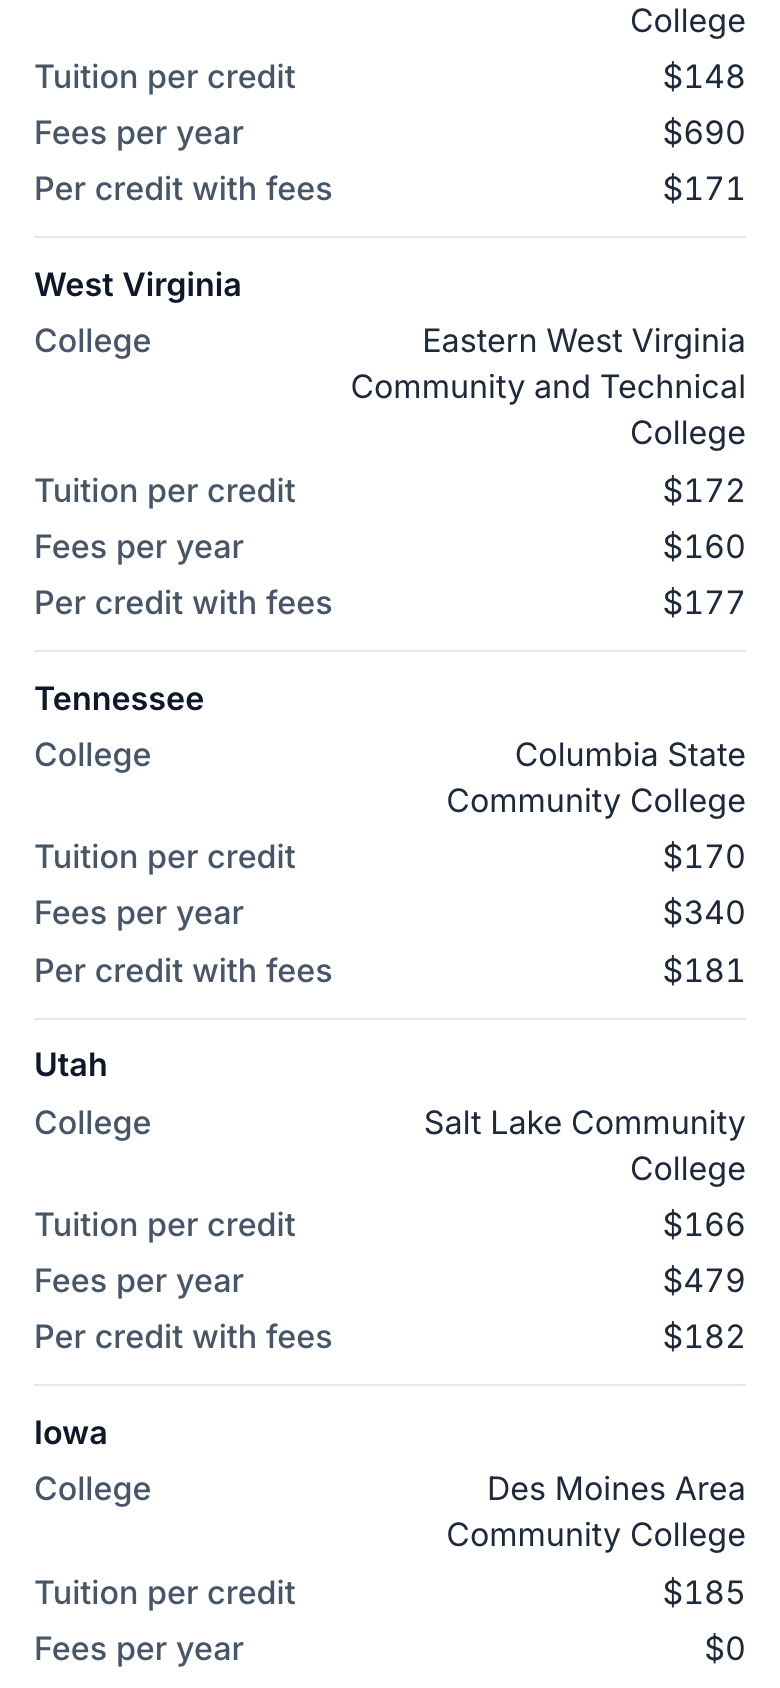 College
Tuition per credit $148
Fees per year $690
Per credit with fees $171
West Virginia
College Eastern West Virginia
Community and Technical
College
Tuition per credit $172
Fees per year $160
Per credit with fees $177
Tennessee
College Columbia State
Community College
Tuition per credit $170
Fees per year $340
Per credit with fees $181
Utah
College Salt Lake Community
College
Tuition per credit $166
Fees per year $479
Per credit with fees $182
Iowa
College Des Moines Area
Community College
Tuition per credit $185
Fees per year $0